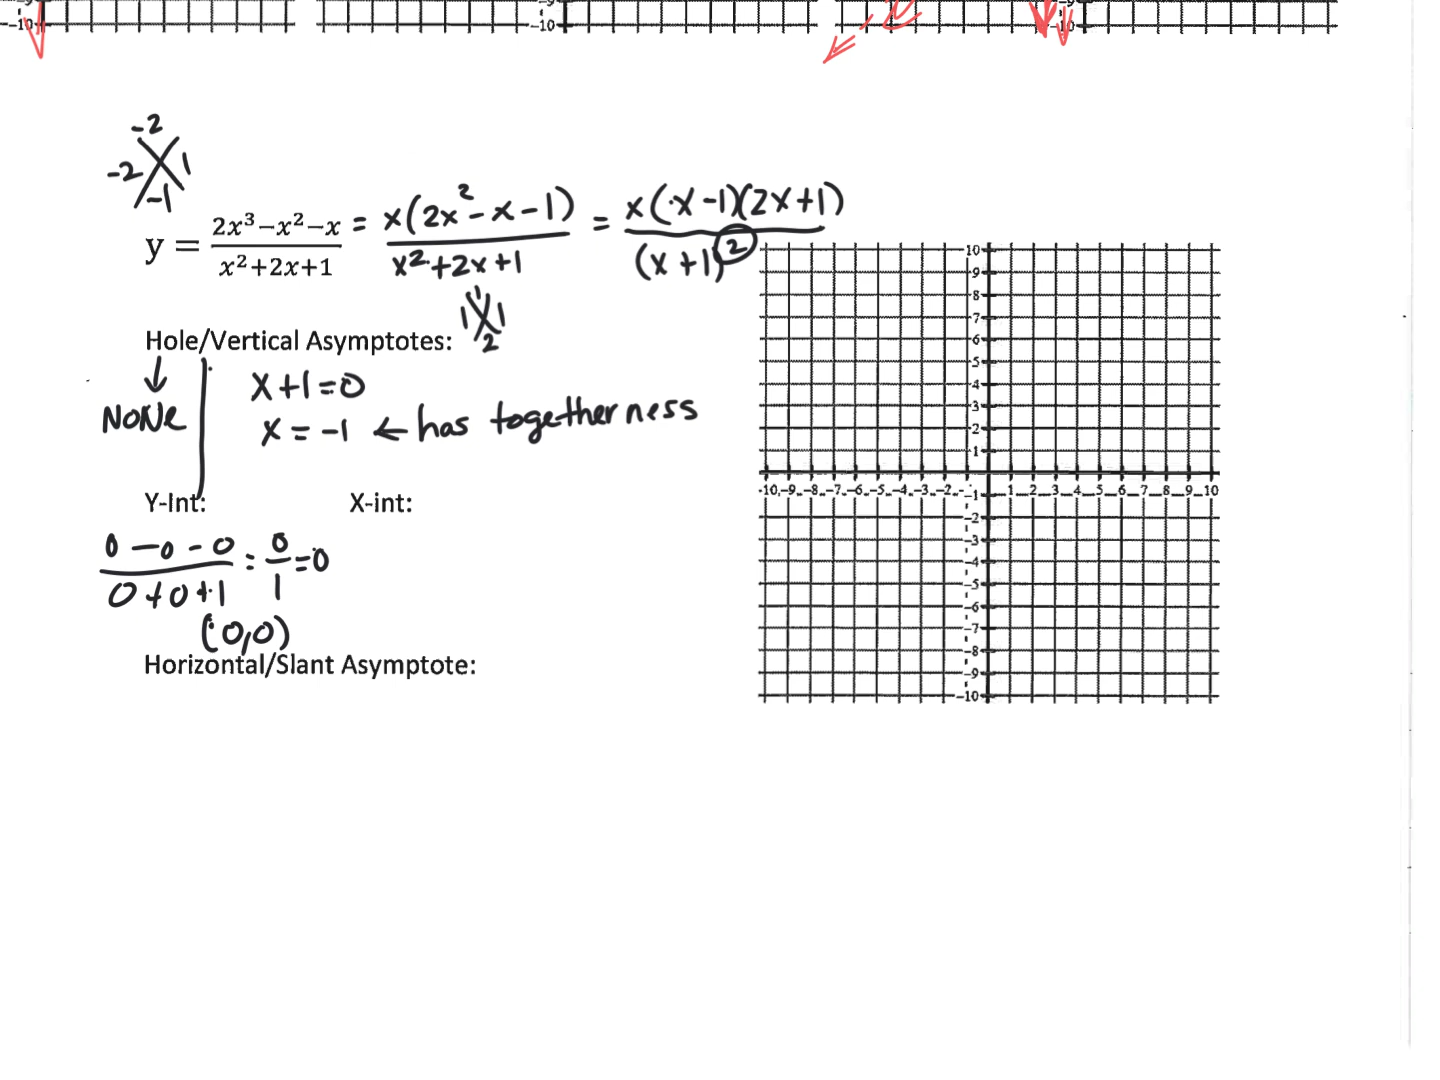 -9 -9 -9
-10 -10 -10
-2
-2 1
-1
y = 2x³−x²−x / x²+2x+1 = x(2x²-x-1) / x²+2x+1 = x(x-1)(2x+1) / (x+1)²
1
1 1
2
Hole/Vertical Asymptotes:
NONE
x+1=0
x = -1 ← has togetherness
Y-Int: X-int:
0-0-0 / 0+0+1 = 0/1 = 0
(0,0)
Horizontal/Slant Asymptote:
10
9
8
7
6
5
4
3
2
1
-10 -9 -8 -7 -6 -5 -4 -3 -2 - 1 2 3 4 5 6 7 8 9 10
-1
-2
-3
-4
-5
-6
-7
-8
-9
-10